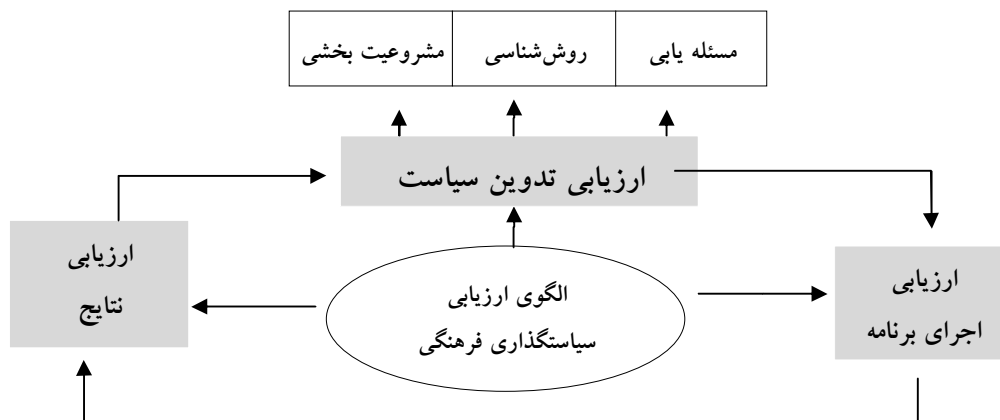 مسئله یابی
روش‌شناسی
مشروعیت بخشی
ارزیابی تدوین سیاست
ارزیابی
اجرای برنامه
الگوی ارزیابی
سیاستگذاری فرهنگی
ارزیابی
نتایج